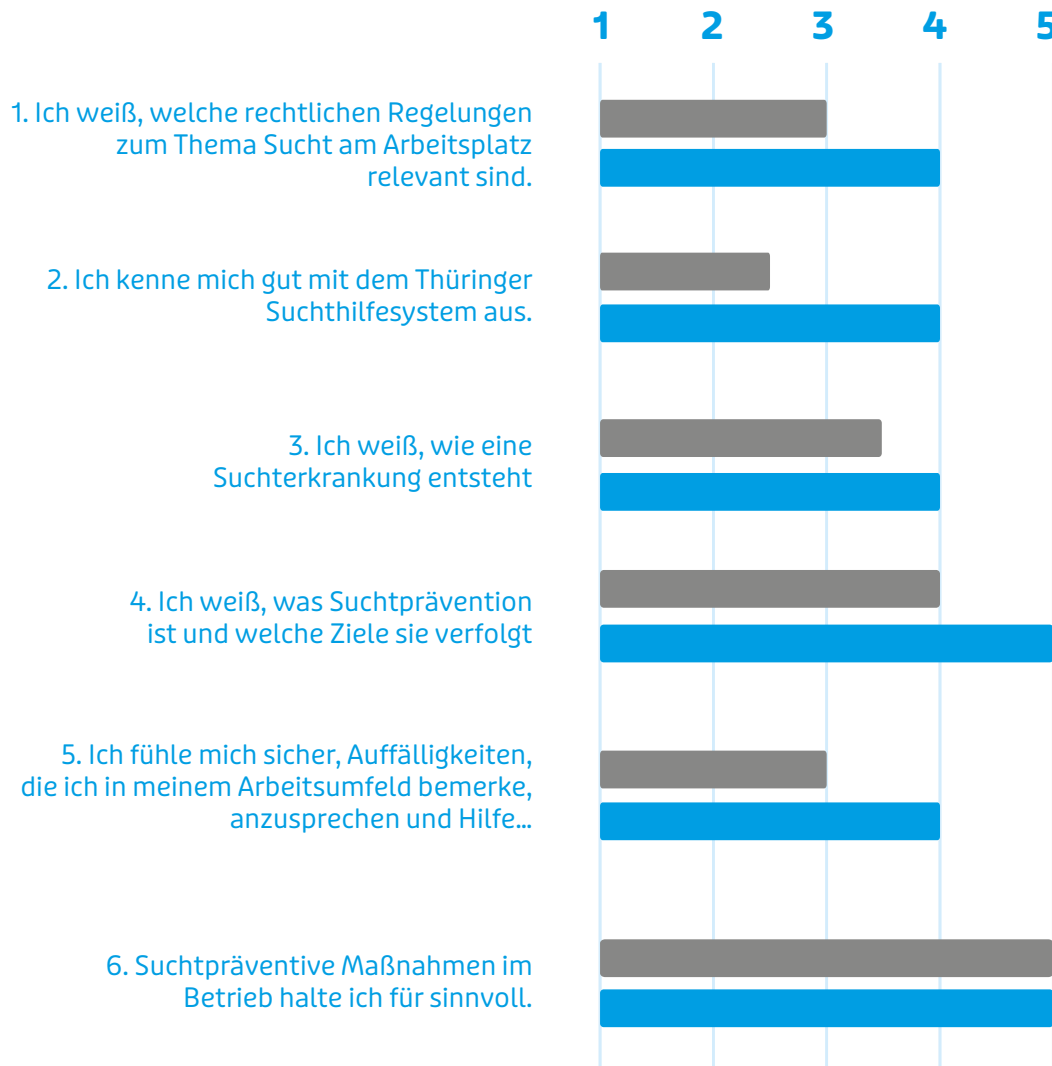 1 2 3 4 5
1. Ich weiß, welche rechtlichen Regelungen
zum Thema Sucht am Arbeitsplatz
relevant sind.
2. Ich kenne mich gut mit dem Thüringer
Suchthilfesystem aus.
3. Ich weiß, wie eine
Suchterkrankung entsteht
4. Ich weiß, was Suchtprävention
ist und welche Ziele sie verfolgt
5. Ich fühle mich sicher, Auffälligkeiten,
die ich in meinem Arbeitsumfeld bemerke,
anzusprechen und Hilfe...
6. Suchtpräventive Maßnahmen im
Betrieb halte ich für sinnvoll.